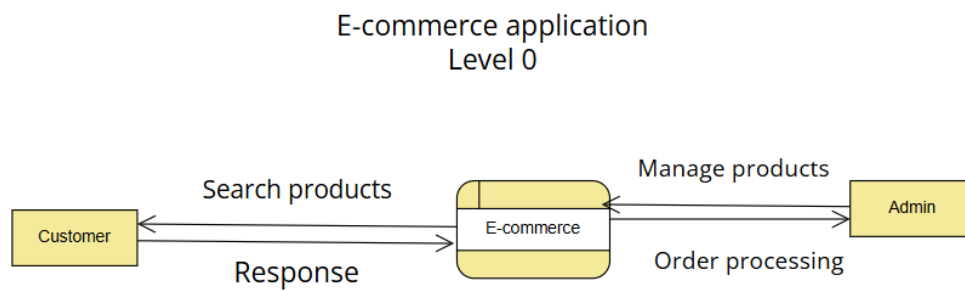 E-commerce application
Level 0
Search products
Manage products
Customer
E-commerce
Admin
Response
Order processing